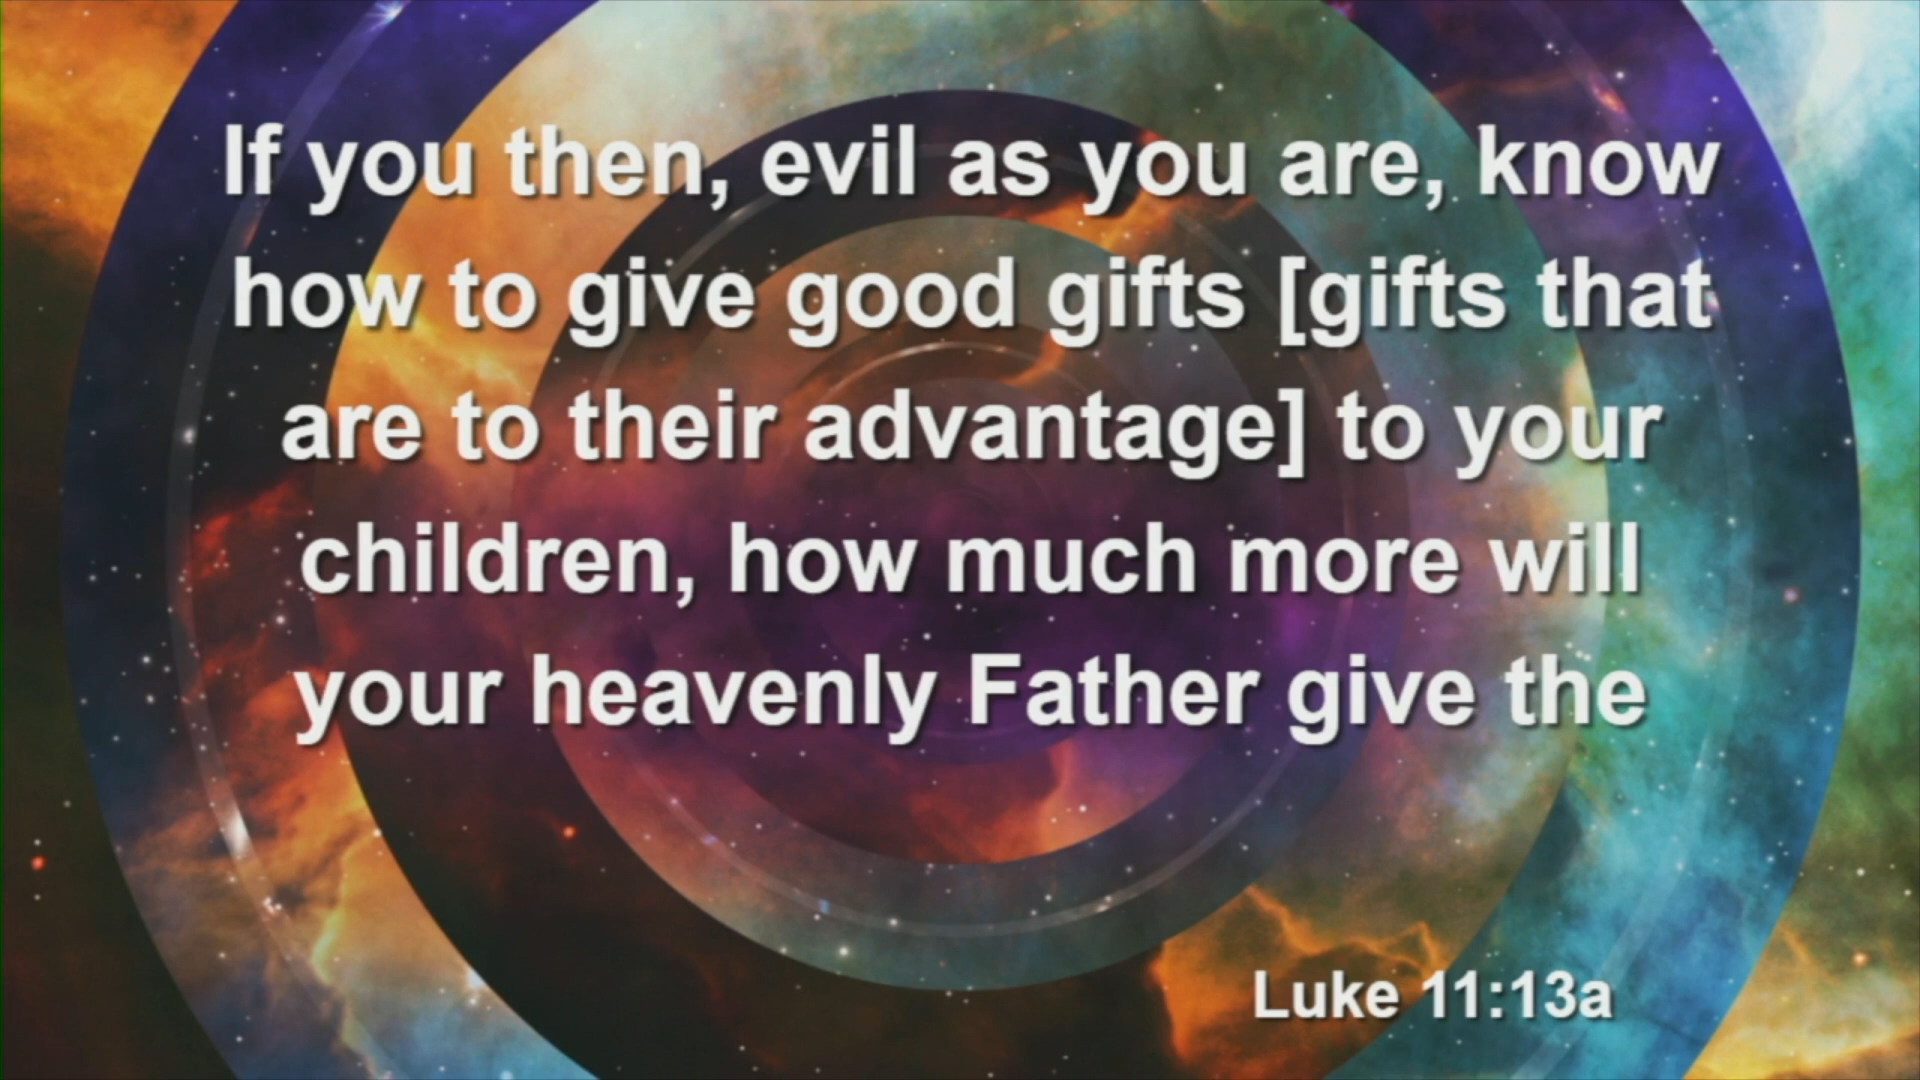 If you then, evil as you are, know
how to give good gifts [gifts that
are to their advantage] to your
children, how much more will
your heavenly Father give the
Luke 11:13a